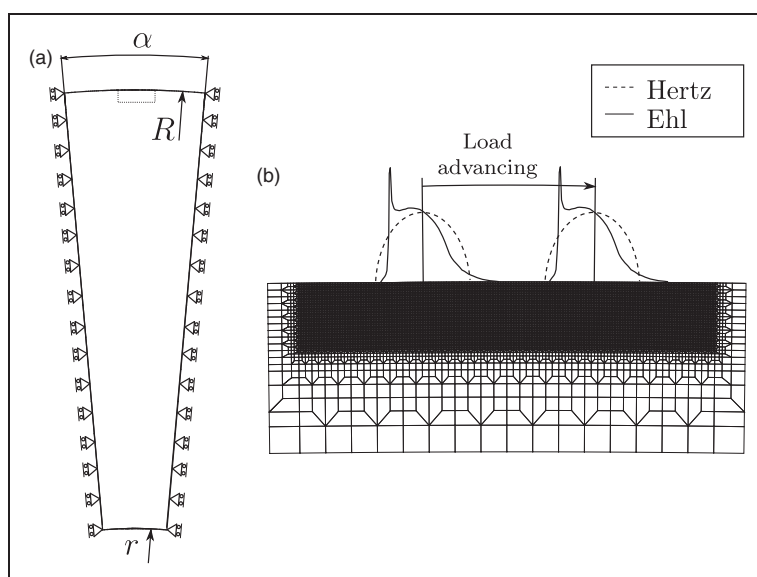 (a)
α
R
r
(b)
Load
advancing
Hertz
Ehl